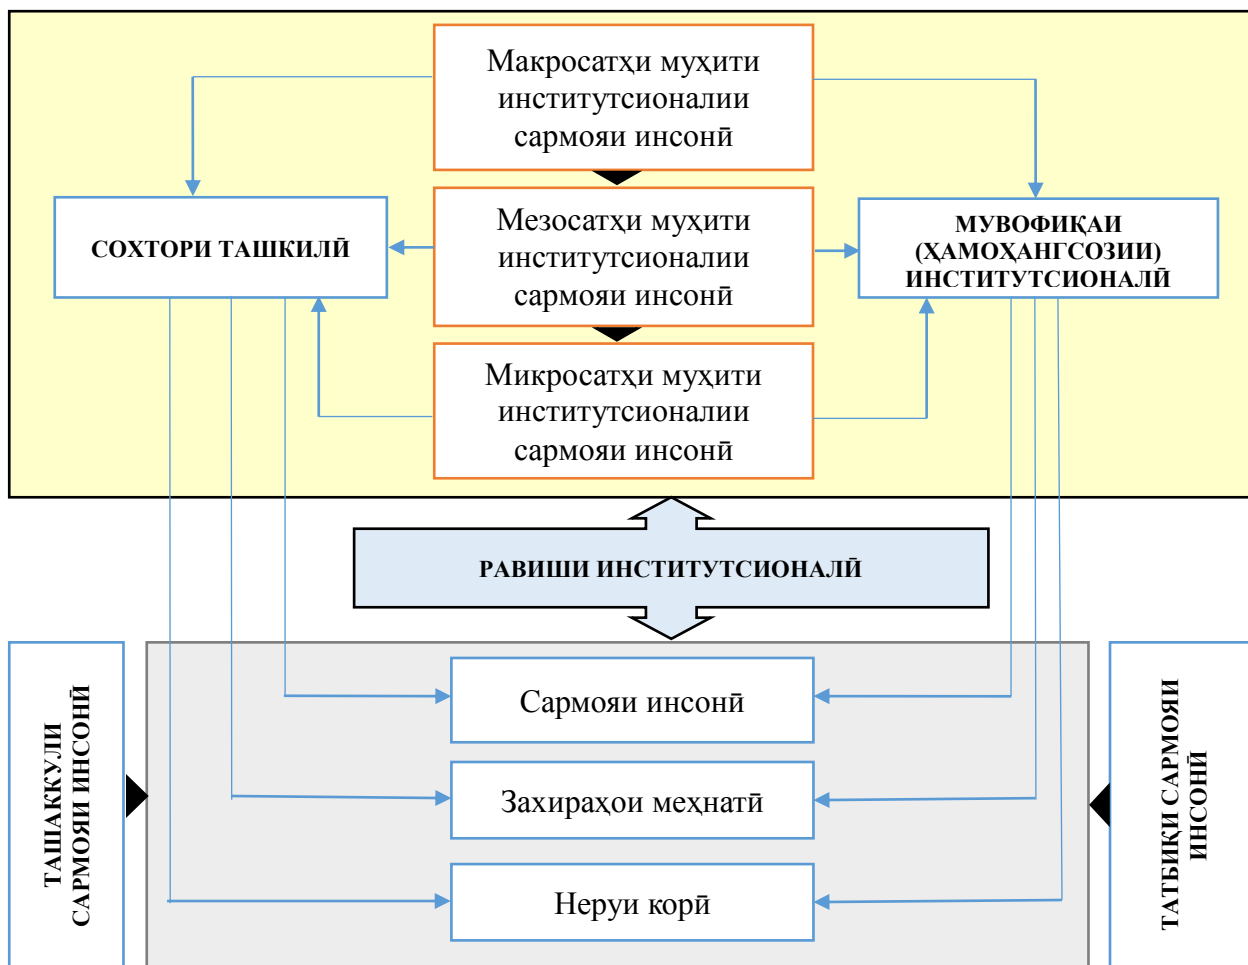 Макросатҳи муҳити
институтсионалии
сармояи инсонӣ
СОХТОРИ ТАШКИЛӢ
Мезосатҳи муҳити
институтсионалии
сармояи инсонӣ
МУВОФИҚАИ
(ҲАМОҲАНГСОЗИИ)
ИНСТИТУТСИОНАЛӢ
Микросатҳи муҳити
институтсионалии
сармояи инсонӣ
РАВИШИ ИНСТИТУТСИОНАЛӢ
ТАШАККУЛИ
САРМОЯИ ИНСОНӢ
Сармояи инсонӣ
Захираҳои меҳнатӣ
Неруи корӣ
ТАТБИҚИ САРМОЯИ
ИНСОНӢ